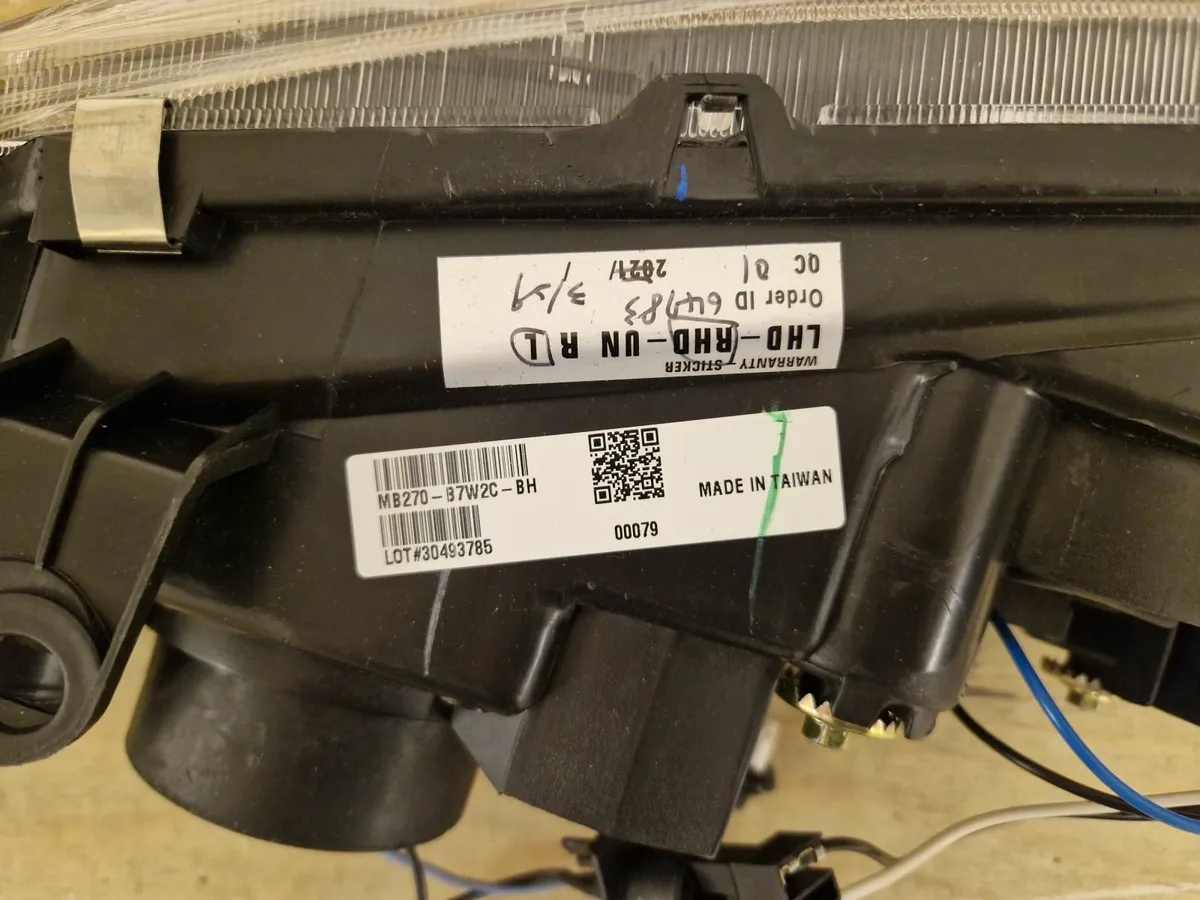 WARRANTY STICKER
LHD-RHD-UN R L
Order ID 64783
QC 01 2021/ 3/29
MB270-B7W2C-BH
LOT#30493785
00079
MADE IN TAIWAN